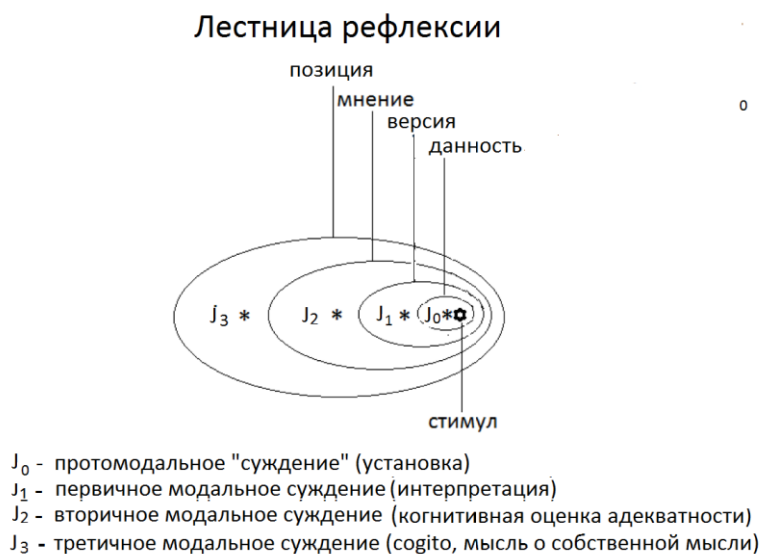 Лестница рефлексии
позиция
мнение
версия
данность
о
J₃ * J₂ * J₁ * J₀*
стимул
J₀ - протомодальное "суждение" (установка)
J₁ - первичное модальное суждение (интерпретация)
J₂ - вторичное модальное суждение (когнитивная оценка адекватности)
J₃ - третичное модальное суждение (cogito, мысль о собственной мысли)